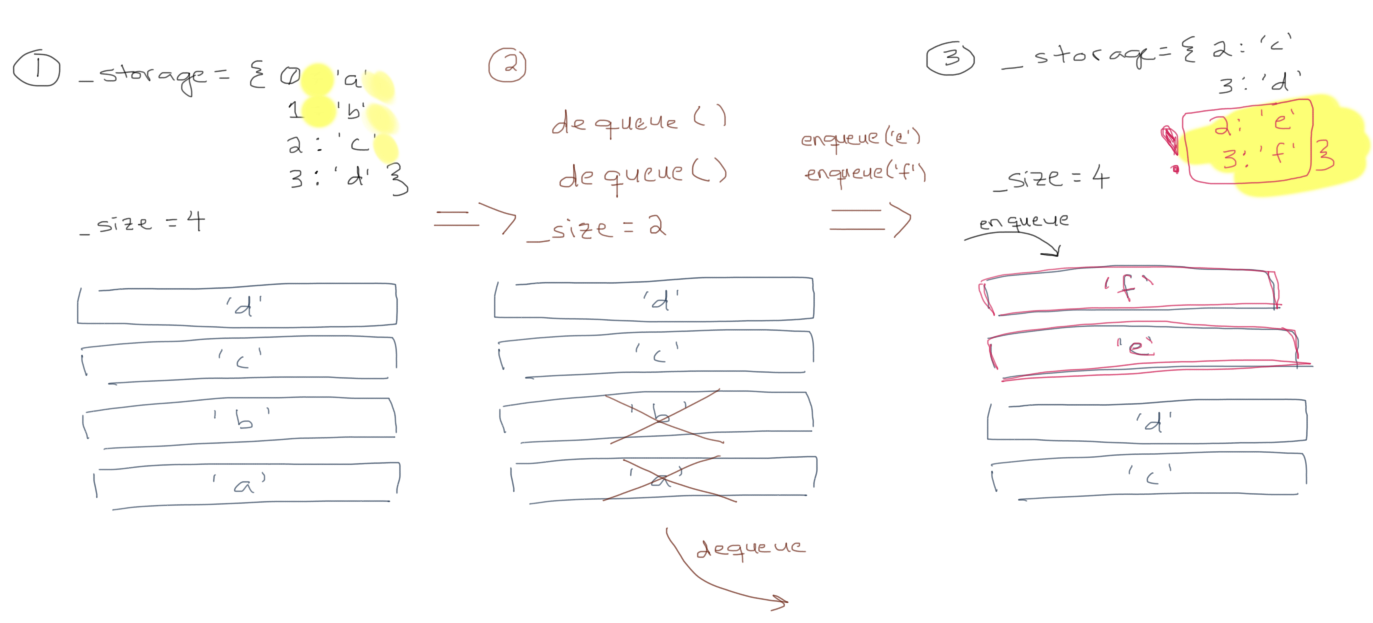 1 _storage = { 0 'a'
1 'b'
2 : 'c'
3 : 'd' }
_size = 4
'd'
'c'
'b'
'a'
=>
2
dequeue ( )
dequeue ( )
_size = 2
'd'
'c'
'b'
'a'
dequeue
enqueue('e')
enqueue('f')
=>
3 _storage = { 2 : 'c'
3 : 'd'
! 2 : 'e'
3 : 'f' }
_size = 4
enqueue
'f'
'e'
'd'
'c'